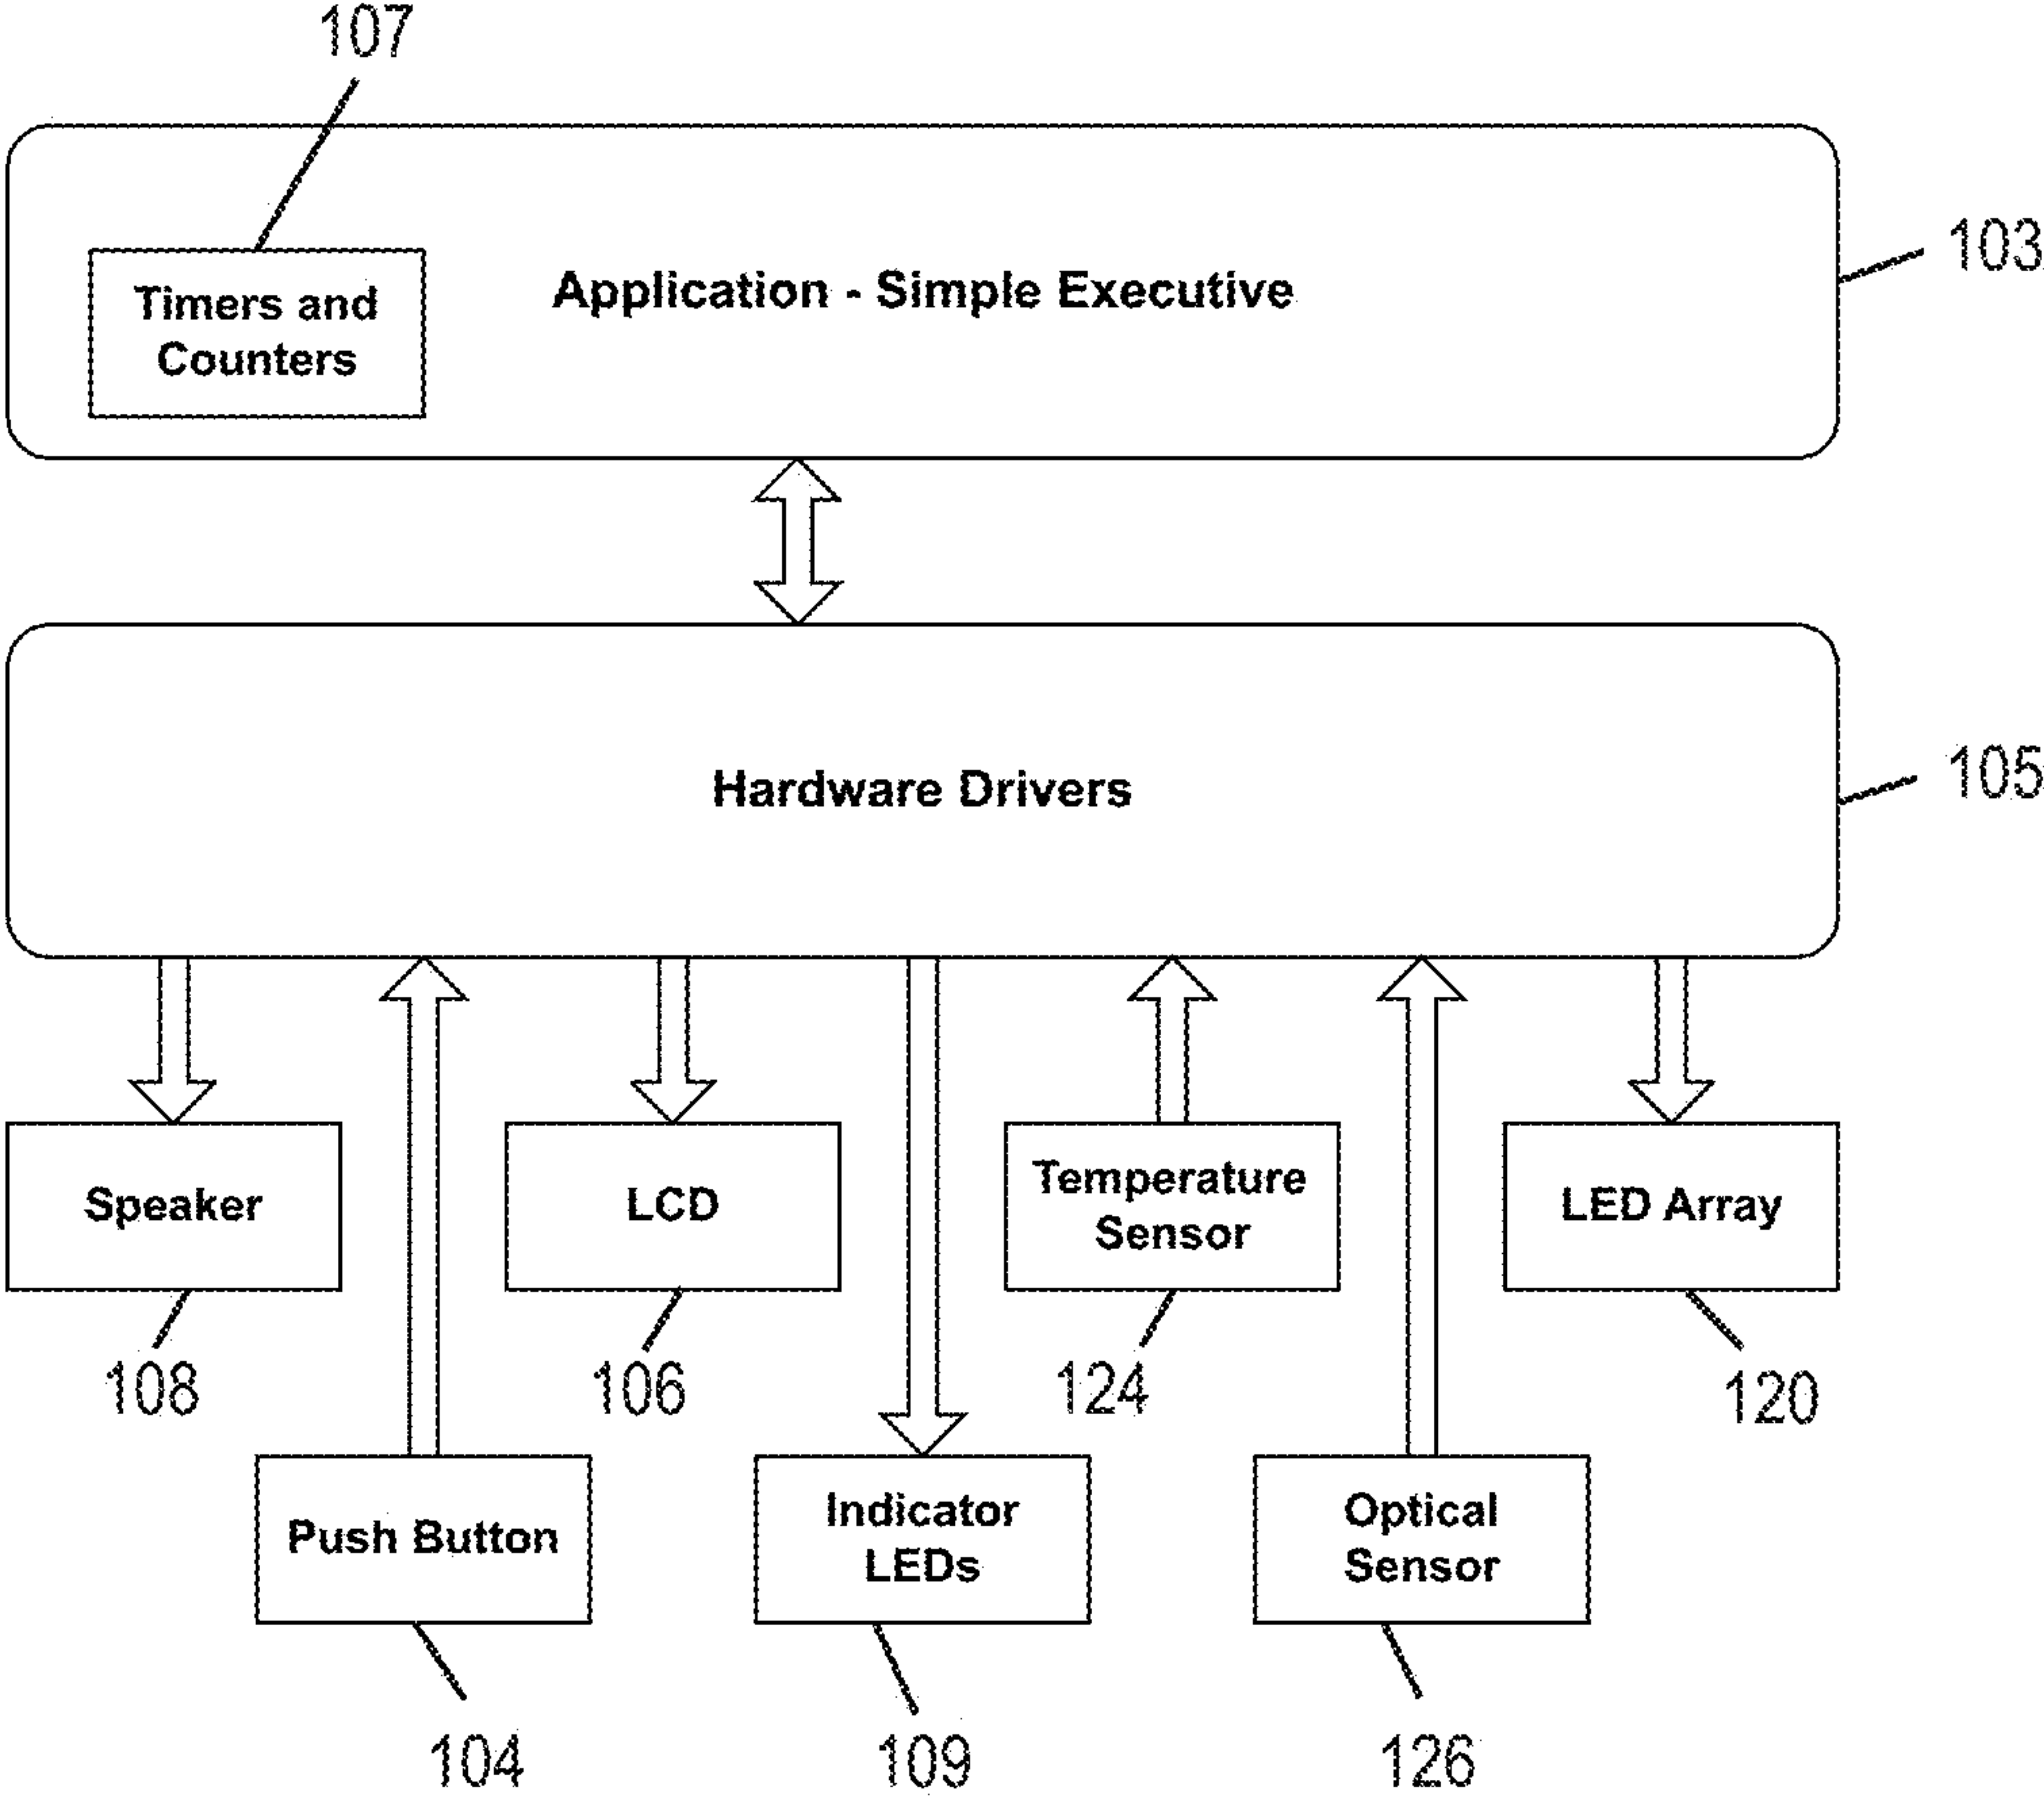 107
103
Timers and
Counters
Application - Simple Executive
105
Hardware Drivers
Speaker
LCD
Temperature
Sensor
LED Array
108
106
124
120
Push Button
Indicator
LEDs
Optical
Sensor
104
109
126